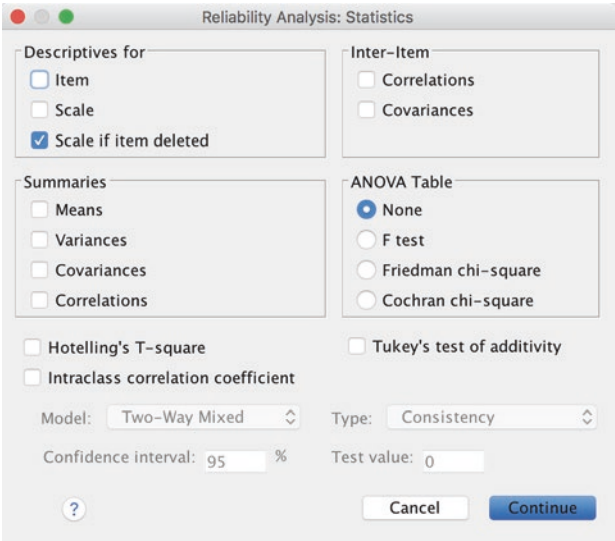 Reliability Analysis: Statistics
Descriptives for
Item
Scale
Scale if item deleted
Inter-Item
Correlations
Covariances
Summaries
Means
Variances
Covariances
Correlations
ANOVA Table
None
F test
Friedman chi-square
Cochran chi-square
Hotelling's T-square
Tukey's test of additivity
Intraclass correlation coefficient
Model: Two-Way Mixed
Type: Consistency
Confidence interval: 95 %
Test value: 0
?
Cancel
Continue